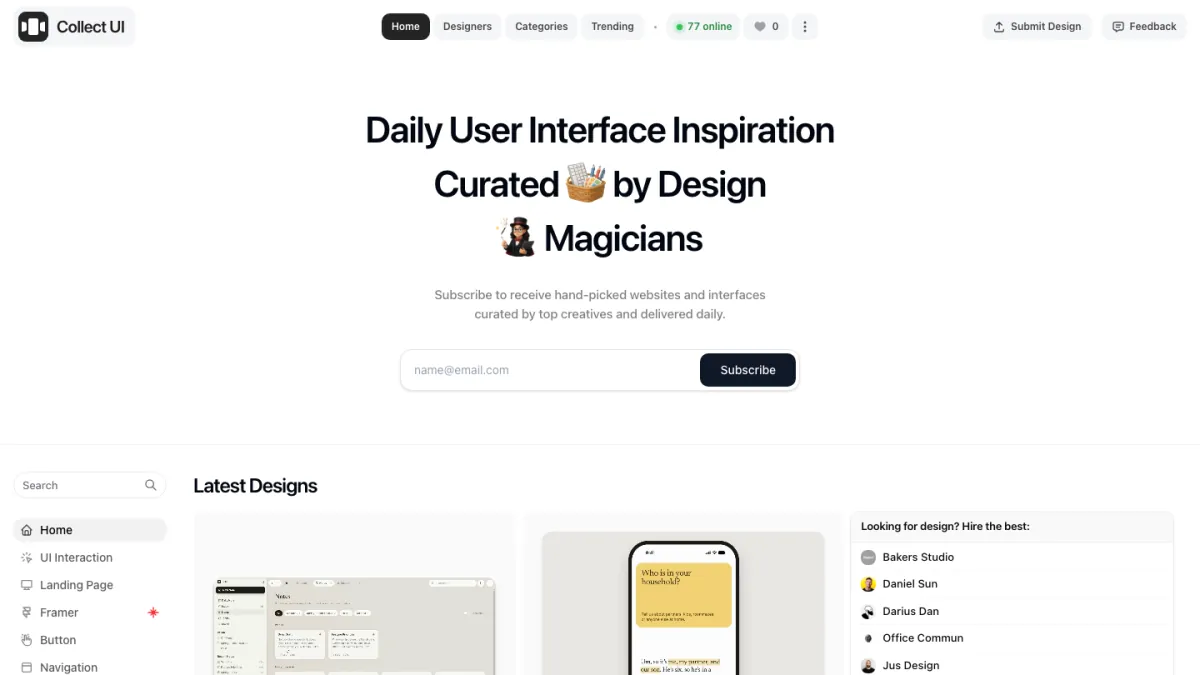 Collect UI
Home
Designers
Categories
Trending
77 online
0
Submit Design
Feedback
Daily User Interface Inspiration
Curated by Design
Magicians
Subscribe to receive hand-picked websites and interfaces
curated by top creatives and delivered daily.
name@email.com
Subscribe
Search
Home
UI Interaction
Landing Page
Framer
Button
Navigation
Latest Designs
Notes
Who is in your
household?
Looking for design? Hire the best:
Bakers Studio
Daniel Sun
Darius Dan
Office Commun
Jus Design